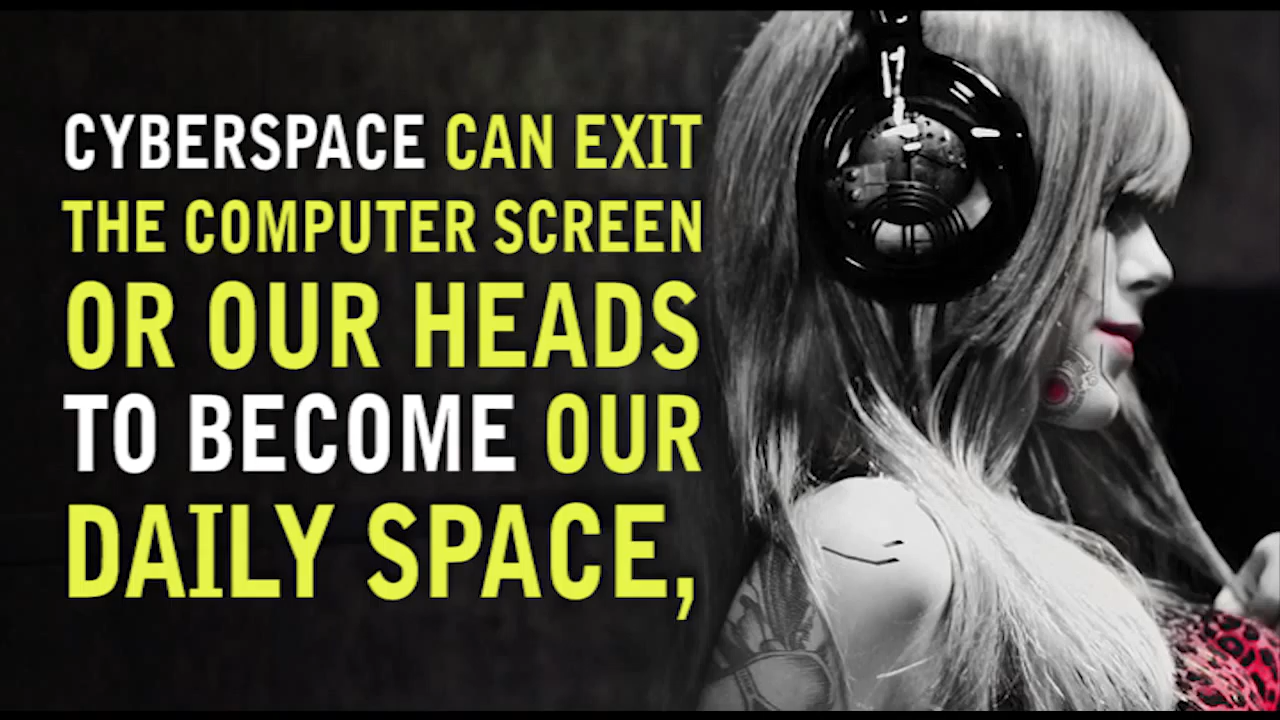 CYBERSPACE CAN EXIT
THE COMPUTER SCREEN
OR OUR HEADS
TO BECOME OUR
DAILY SPACE,